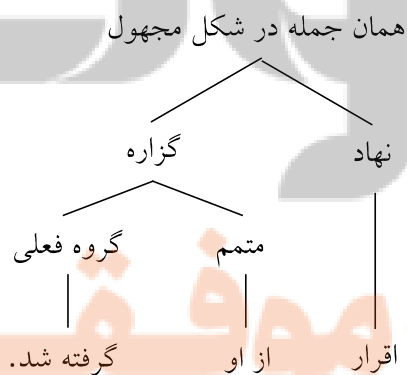 همان جمله در شکل مجهول
نهاد گزاره
متمم گروه فعلی
اقرار از او گرفته شد.